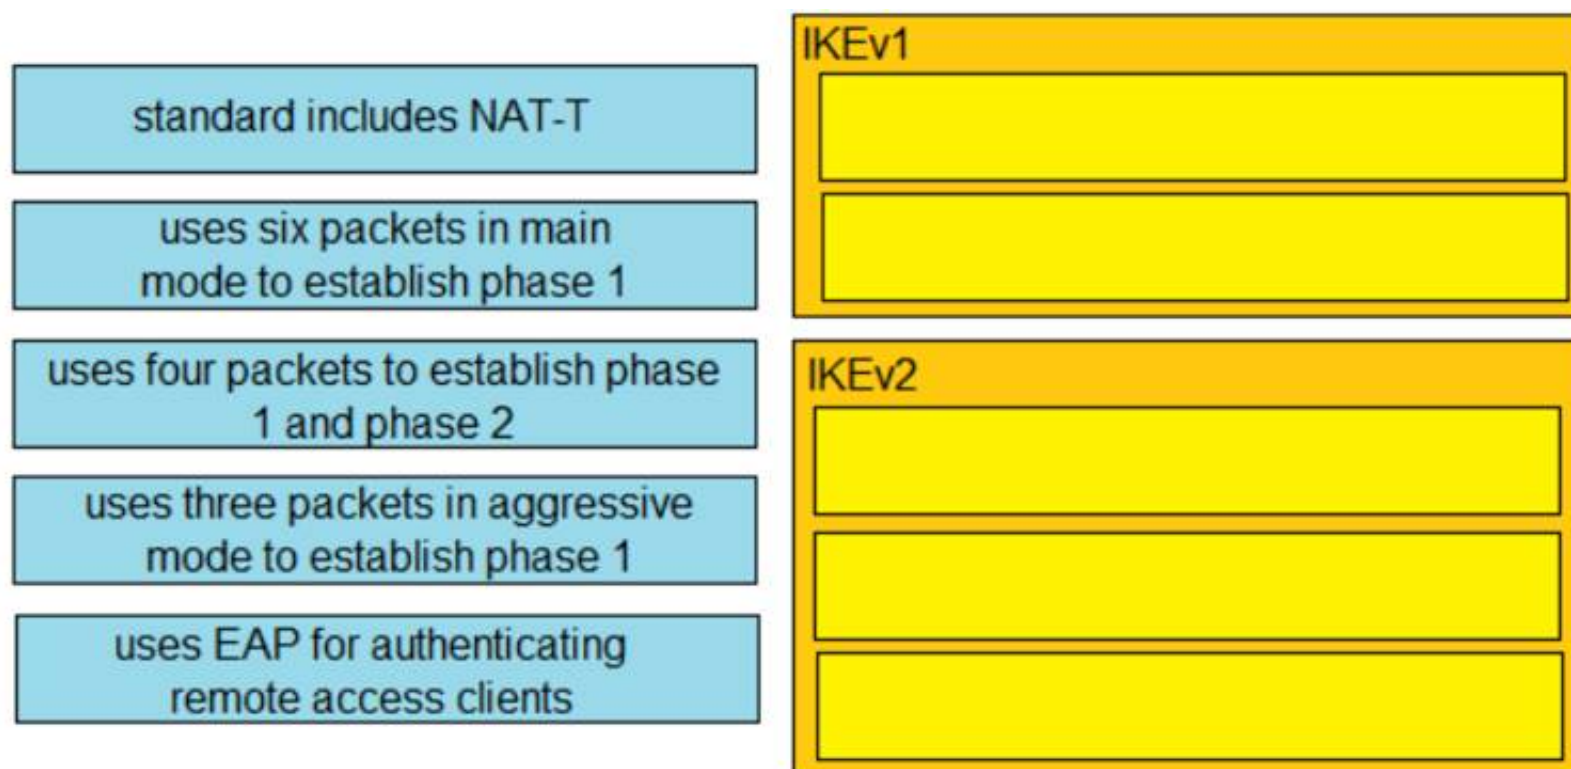 standard includes NAT-T
uses six packets in main
mode to establish phase 1
uses four packets to establish phase
1 and phase 2
uses three packets in aggressive
mode to establish phase 1
uses EAP for authenticating
remote access clients
IKEv1
IKEv2